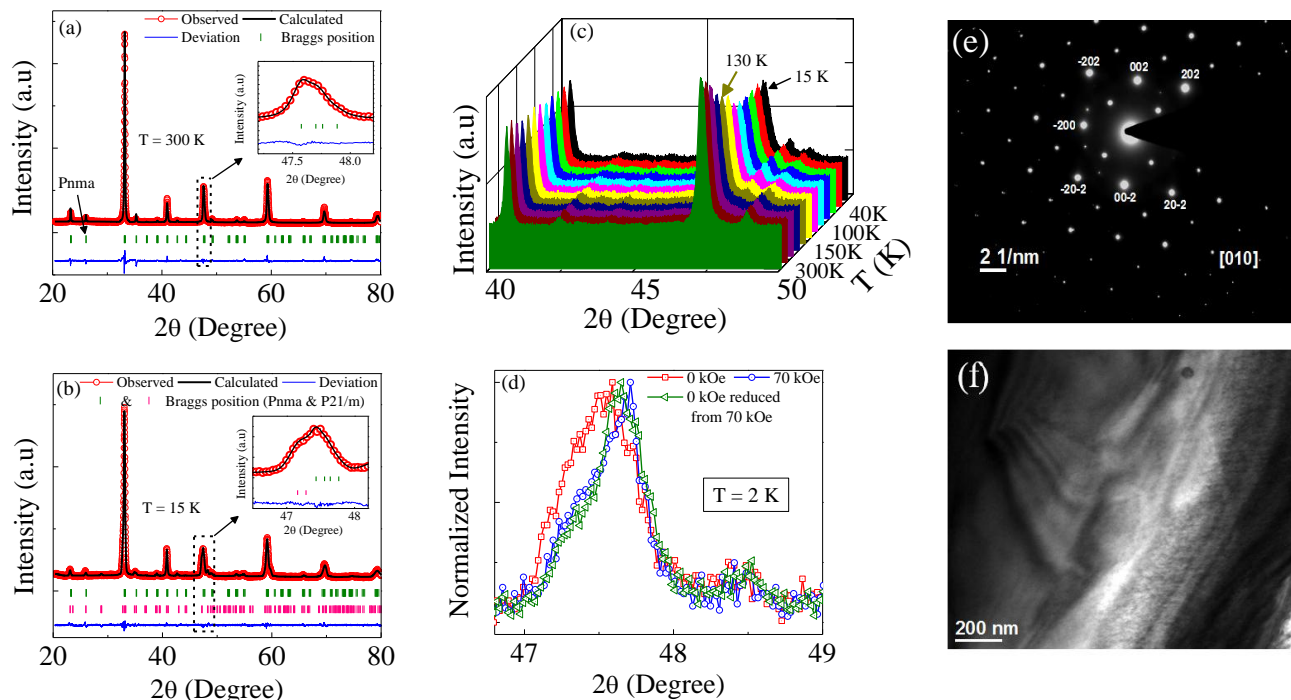 (a)
Observed Calculated
Deviation Braggs position
Intensity (a.u)
T = 300 K
Pnma
Intensity (a.u)
47.5 48.0
2θ (Degree)
20 40 60 80
2θ (Degree)
(b)
Observed Calculated Deviation
& Braggs position (Pnma & P21/m)
Intensity (a.u)
T = 15 K
Intensity (a.u)
47 48
2θ (Degree)
20 40 60 80
2θ (Degree)
(c)
130 K
15 K
Intensity (a.u)
40 45 50
2θ (Degree)
40K
100K
150K
300K
T (K)
(d)
0 kOe 70 kOe
0 kOe reduced
from 70 kOe
Normalized Intensity
T = 2 K
47 48 49
2θ (Degree)
(e)
-202 002 202
-200
-20-2 00-2 20-2
2 1/nm
[010]
(f)
200 nm